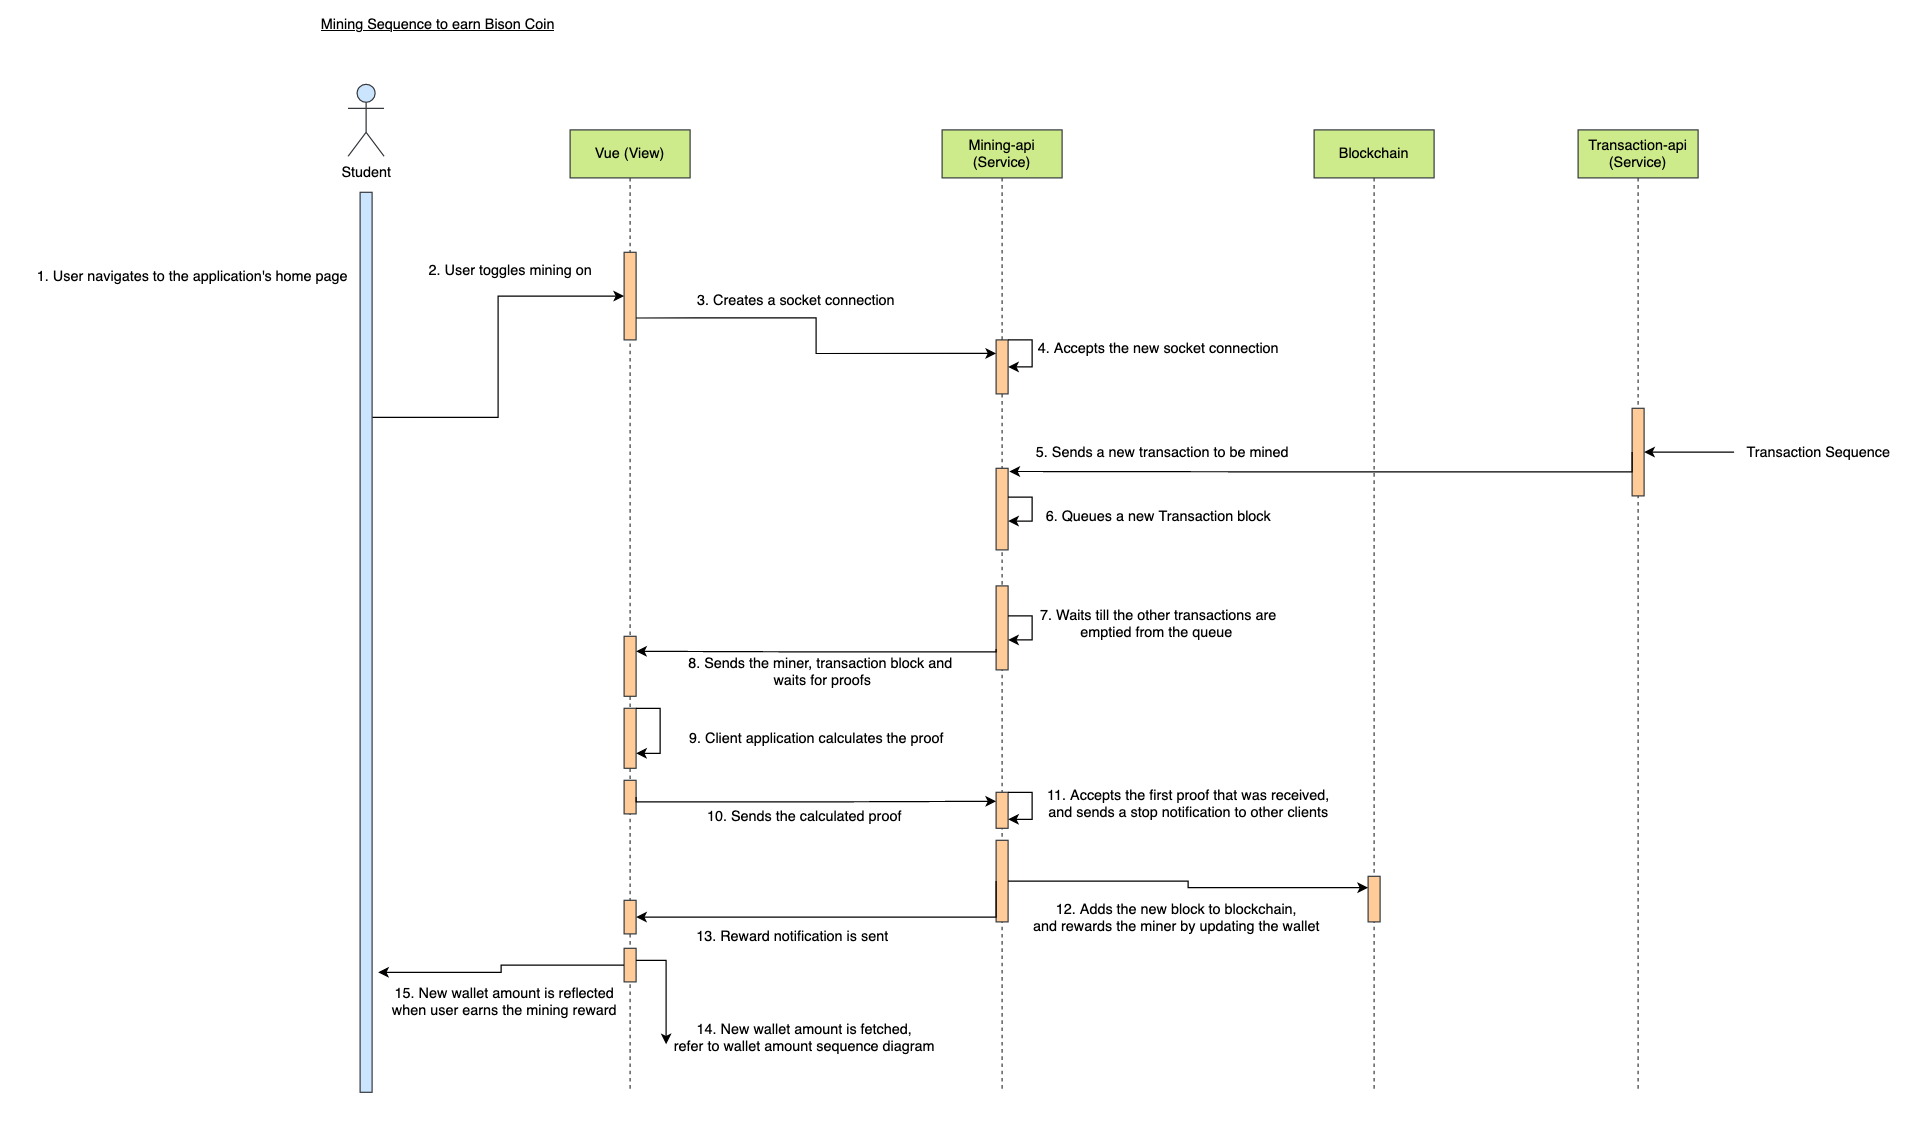 Mining Sequence to earn Bison Coin
Student
Vue (View)
Mining-api
(Service)
Blockchain
Transaction-api
(Service)
1. User navigates to the application's home page
2. User toggles mining on
3. Creates a socket connection
4. Accepts the new socket connection
5. Sends a new transaction to be mined
Transaction Sequence
6. Queues a new Transaction block
7. Waits till the other transactions are
emptied from the queue
8. Sends the miner, transaction block and
waits for proofs
9. Client application calculates the proof
10. Sends the calculated proof
11. Accepts the first proof that was received,
and sends a stop notification to other clients
12. Adds the new block to blockchain,
and rewards the miner by updating the wallet
13. Reward notification is sent
15. New wallet amount is reflected
when user earns the mining reward
14. New wallet amount is fetched,
refer to wallet amount sequence diagram